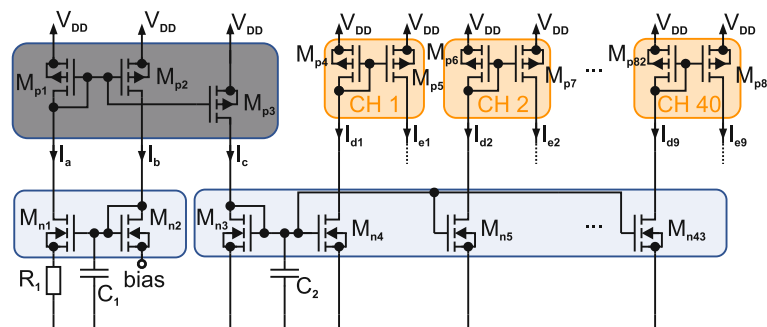 VDD VDD VDD VDD VDD VDD VDD VDD VDD
Mp1 Mp2 Mp3 Mp4 Mp5 Mp6 Mp7 ... Mp82 Mp8
CH 1 CH 2 CH 40
Ia Ib Ic Id1 Ie1 Id2 Ie2 Id9 Ie9
Mn1 Mn2 Mn3 Mn4 Mn5 ... Mn43
R1 C1 bias C2